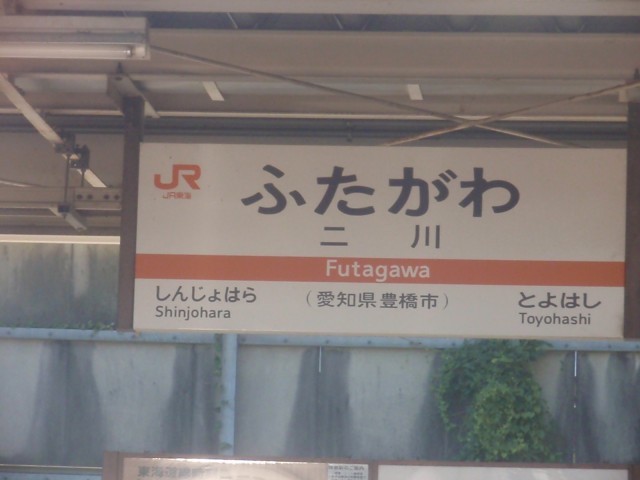 JR
JR東海
ふたがわ
二川
Futagawa
しんじょはら
Shinjohara
（愛知県豊橋市）
とよはし
Toyohashi